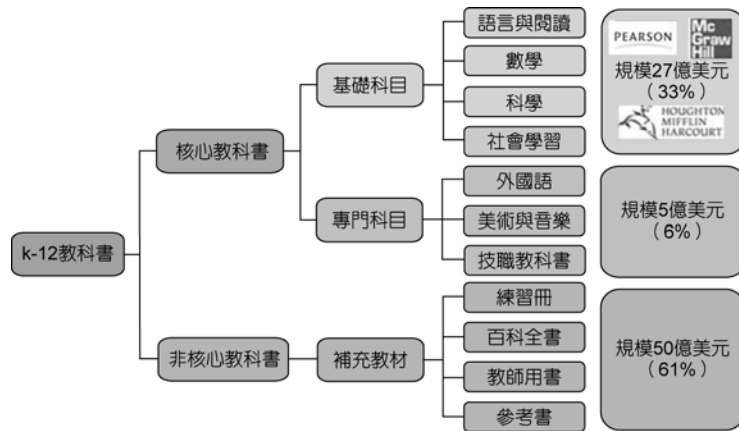 k-12教科書
核心教科書
非核心教科書
基礎科目
專門科目
補充教材
語言與閱讀
數學
科學
社會學習
外國語
美術與音樂
技職教科書
練習冊
百科全書
教師用書
參考書
PEARSON
Mc
Graw
Hill
規模27億美元
（33%）
HOUGHTON
MIFFLIN
HARCOURT
規模5億美元
（6%）
規模50億美元
（61%）